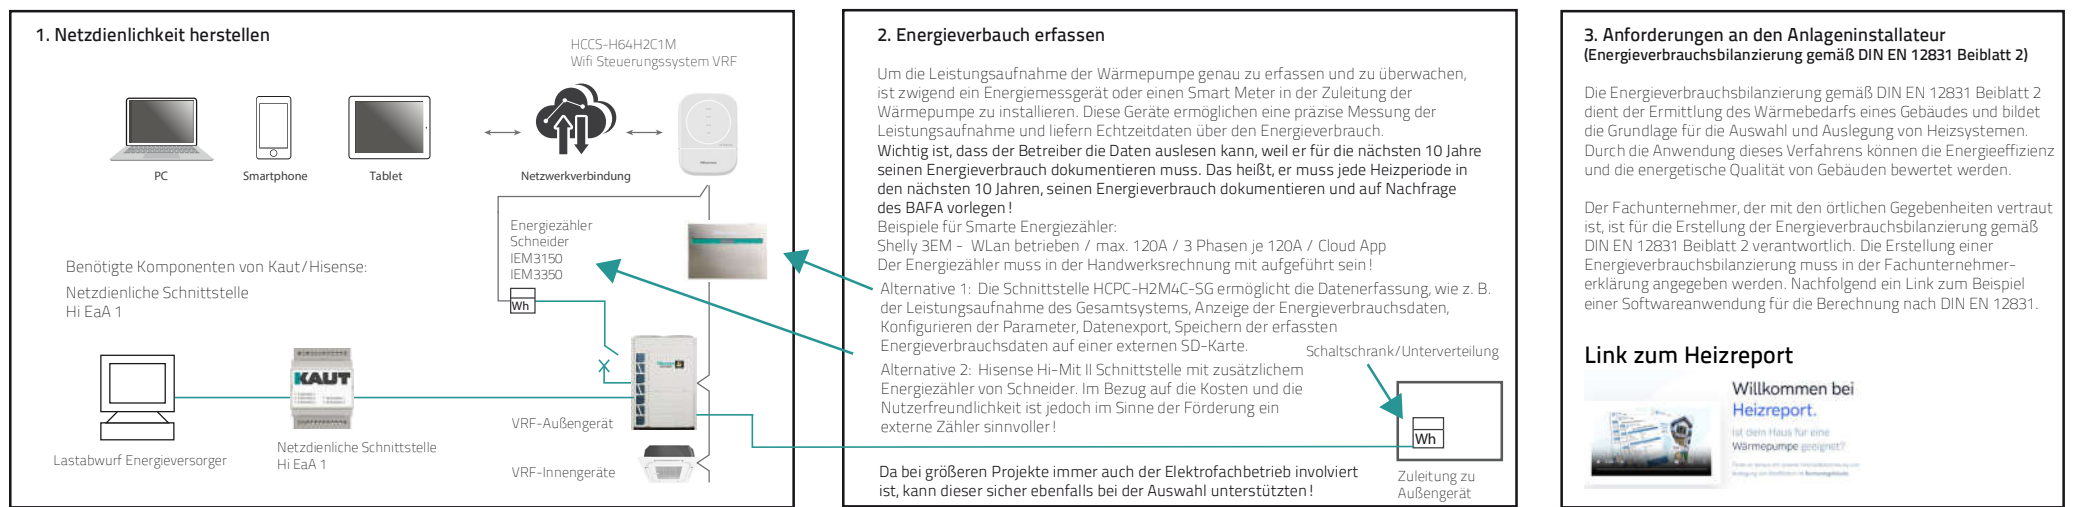 1. Netzdienlichkeit herstellen
HCCS-H64H2C1M
Wifi Steuerungssystem VRF
PC
Smartphone
Tablet
Netzwerkverbindung
Hisense
Energiezähler
Schneider
IEM3150
IEM3350
Wh
Benötigte Komponenten von Kaut/Hisense:
Netzdienliche Schnittstelle
Hi EaA 1
KAUT
Lastabwurf Energieversorger
Netzdienliche Schnittstelle
Hi EaA 1
VRF-Außengerät
VRF-Innengeräte
2. Energieverbauch erfassen
Um die Leistungsaufnahme der Wärmepumpe genau zu erfassen und zu überwachen,
ist zwigend ein Energiemessgerät oder einen Smart Meter in der Zuleitung der
Wärmepumpe zu installieren. Diese Geräte ermöglichen eine präzise Messung der
Leistungsaufnahme und liefern Echtzeitdaten über den Energieverbrauch.
Wichtig ist, dass der Betreiber die Daten auslesen kann, weil er für die nächsten 10 Jahre
seinen Energieverbrauch dokumentieren muss. Das heißt, er muss jede Heizperiode in
den nächsten 10 Jahren, seinen Energieverbrauch dokumentieren und auf Nachfrage
des BAFA vorlegen!
Beispiele für Smarte Energiezähler:
Shelly 3EM - WLan betrieben / max. 120A / 3 Phasen je 120A / Cloud App
Der Energiezähler muss in der Handwerksrechnung mit aufgeführt sein!
Alternative 1: Die Schnittstelle HCPC-H2M4C-SG ermöglicht die Datenerfassung, wie z. B.
der Leistungsaufnahme des Gesamtsystems, Anzeige der Energieverbrauchsdaten,
Konfigurieren der Parameter, Datenexport, Speichern der erfassten
Energieverbrauchsdaten auf einer externen SD-Karte.
Alternative 2: Hisense Hi-Mit II Schnittstelle mit zusätzlichem
Energiezähler von Schneider. Im Bezug auf die Kosten und die
Nutzerfreundlichkeit ist jedoch im Sinne der Förderung ein
externe Zähler sinnvoller!
Da bei größeren Projekte immer auch der Elektrofachbetrieb involviert
ist, kann dieser sicher ebenfalls bei der Auswahl unterstützten!
Schaltschrank/Unterverteilung
Wh
Zuleitung zu
Außengerät
3. Anforderungen an den Anlageninstallateur
(Energieverbrauchsbilanzierung gemäß DIN EN 12831 Beiblatt 2)
Die Energieverbrauchsbilanzierung gemäß DIN EN 12831 Beiblatt 2
dient der Ermittlung des Wärmebedarfs eines Gebäudes und bildet
die Grundlage für die Auswahl und Auslegung von Heizsystemen.
Durch die Anwendung dieses Verfahrens können die Energieeffizienz
und die energetische Qualität von Gebäuden bewertet werden.
Der Fachunternehmer, der mit den örtlichen Gegebenheiten vertraut
ist, ist für die Erstellung der Energieverbrauchsbilanzierung gemäß
DIN EN 12831 Beiblatt 2 verantwortlich. Die Erstellung einer
Energieverbrauchsbilanzierung muss in der Fachunternehmer-
erklärung angegeben werden. Nachfolgend ein Link zum Beispiel
einer Softwareanwendung für die Berechnung nach DIN EN 12831.
Link zum Heizreport
Willkommen bei
Heizreport.
Ist dein Haus für eine
Wärmepumpe geeignet?